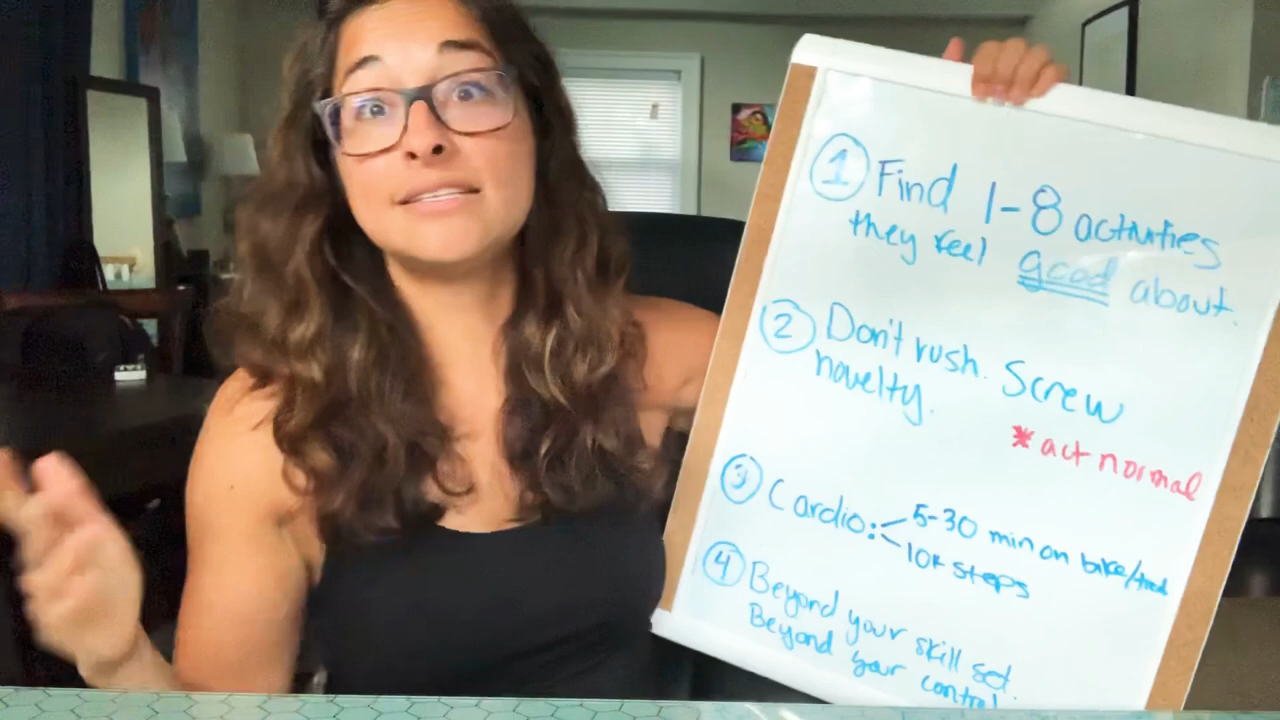 ① Find 1-8 activities
they feel good about.
② Don't rush. Screw
novelty.
* act normal
③ Cardio: 5-30 min on bike/tread
10k steps
④ Beyond your skill set.
Beyond your control